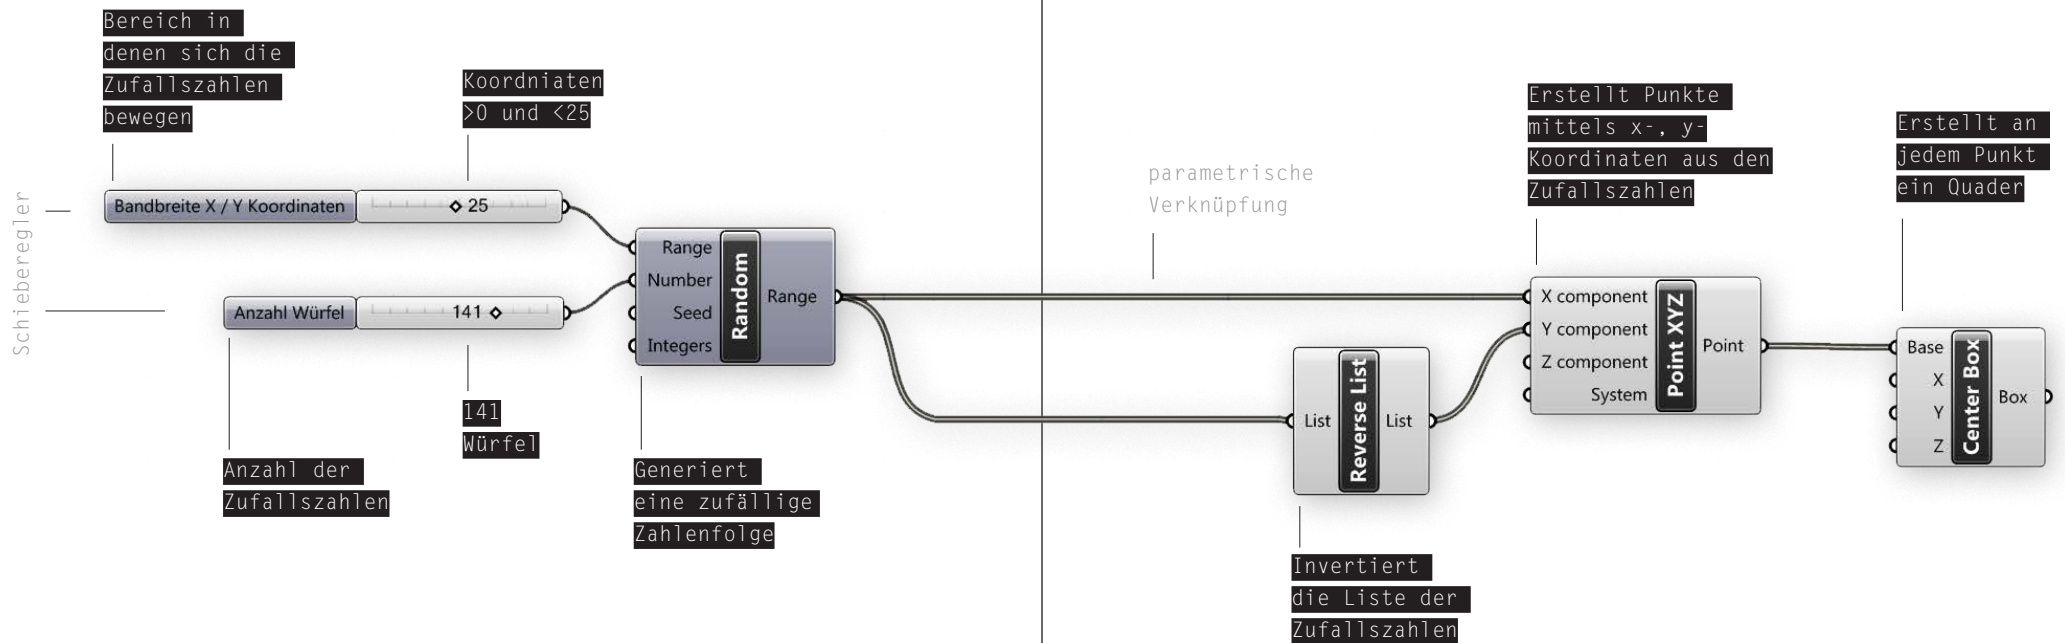 Bereich in
denen sich die
Zufallszahlen
bewegen
Koordniaten
>0 und <25
Schieberegler
Bandbreite X / Y Koordinaten
25
Anzahl Würfel
141
141
Würfel
Anzahl der
Zufallszahlen
Range
Number
Seed
Integers
Random
Range
Generiert
eine zufällige
Zahlenfolge
parametrische
Verknüpfung
List
Reverse List
List
Invertiert
die Liste der
Zufallszahlen
Erstellt Punkte
mittels x-, y-
Koordinaten aus den
Zufallszahlen
X component
Y component
Z component
System
Point XYZ
Point
Erstellt an
jedem Punkt
ein Quader
Base
X
Y
Z
Center Box
Box